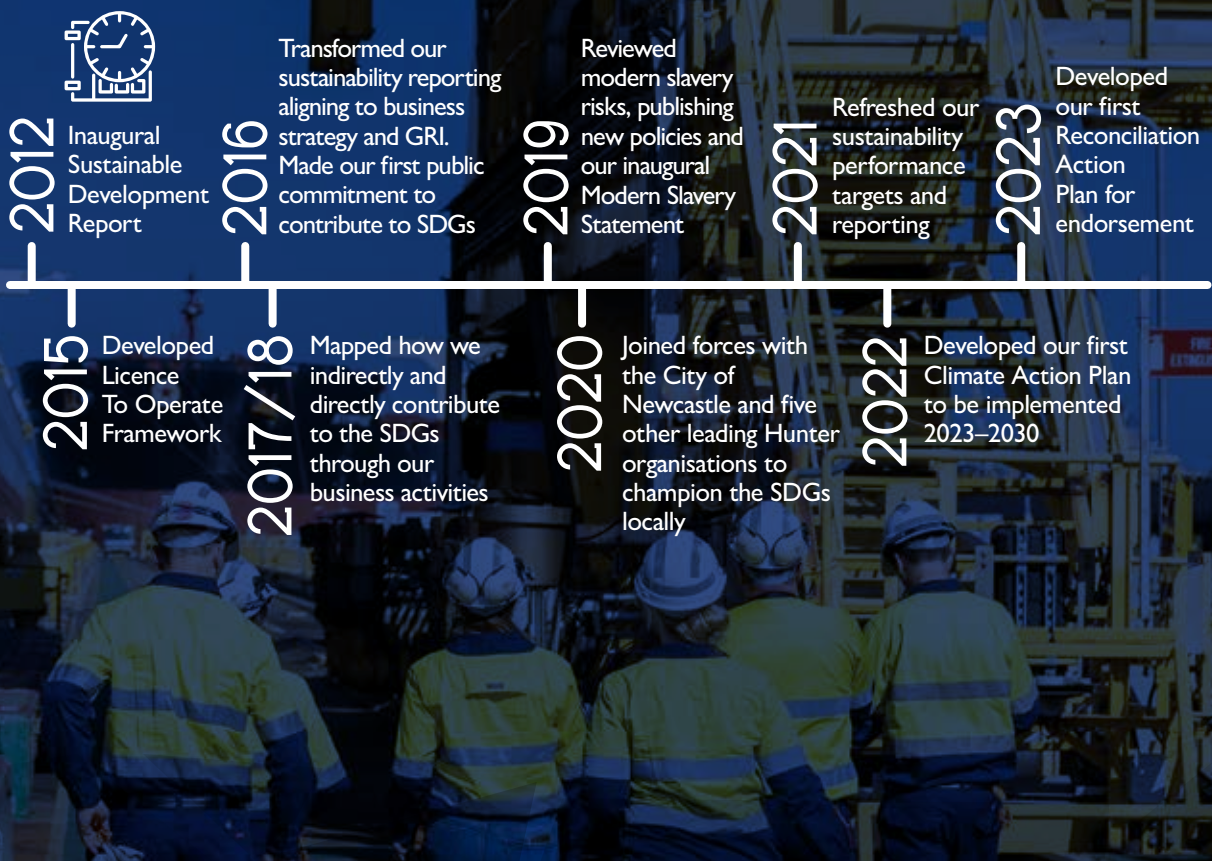 2012
Inaugural
Sustainable
Development
Report
2015
Developed
Licence
To Operate
Framework
2016
Transformed our
sustainability reporting
aligning to business
strategy and GRI.
Made our first public
commitment to
contribute to SDGs
2017/18
Mapped how we
indirectly and
directly contribute
to the SDGs
through our
business activities
2019
Reviewed
modern slavery
risks, publishing
new policies and
our inaugural
Modern Slavery
Statement
2020
Joined forces with
the City of
Newcastle and five
other leading Hunter
organisations to
champion the SDGs
locally
2021
Refreshed our
sustainability
performance
targets and
reporting
2022
Developed our first
Climate Action Plan
to be implemented
2023–2030
2023
Developed
our first
Reconciliation
Action
Plan for
endorsement